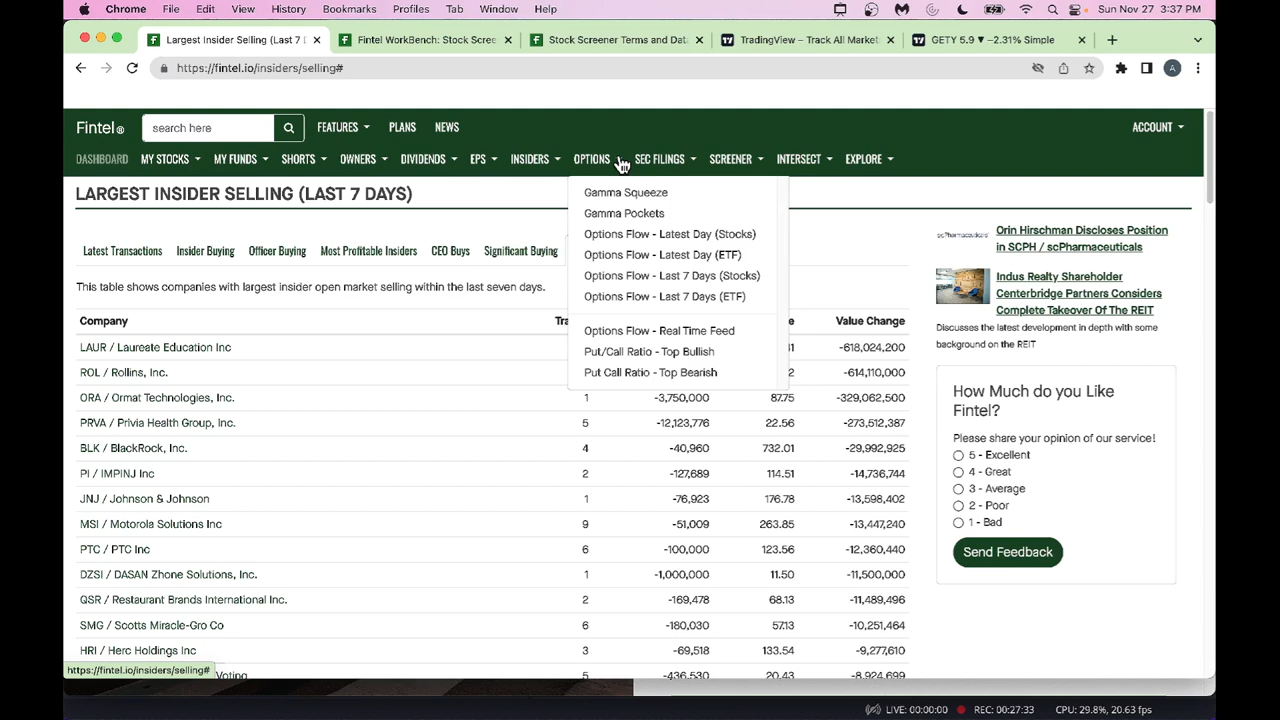 Chrome File Edit View History Bookmarks Profiles Tab Window Help Sun Nov 27 3:37 PM
Largest Insider Selling (Last 7 D × Fintel WorkBench: Stock Scree × Stock Screener Terms and Data × TradingView – Track All Market × GETY 5.9 ▼ −2.31% Simple × +
https://fintel.io/insiders/selling#
Fintel® search here FEATURES PLANS NEWS ACCOUNT
DASHBOARD MY STOCKS MY FUNDS SHORTS OWNERS DIVIDENDS EPS INSIDERS OPTIONS SEC FILINGS SCREENER INTERSECT EXPLORE
LARGEST INSIDER SELLING (LAST 7 DAYS)
Gamma Squeeze
Gamma Pockets
Options Flow - Latest Day (Stocks)
Options Flow - Latest Day (ETF)
Options Flow - Last 7 Days (Stocks)
Options Flow - Last 7 Days (ETF)
Options Flow - Real Time Feed
Put/Call Ratio - Top Bullish
Put Call Ratio - Top Bearish
Latest Transactions Insider Buying Officer Buying Most Profitable Insiders CEO Buys Significant Buying
This table shows companies with largest insider open market selling within the last seven days.
Company Value Change
LAUR / Laureate Education Inc -618,024,200
ROL / Rollins, Inc. -614,110,000
ORA / Ormat Technologies, Inc. 1 -3,750,000 87.75 -329,062,500
PRVA / Privia Health Group, Inc. 5 -12,123,776 22.56 -273,512,387
BLK / BlackRock, Inc. 4 -40,960 732.01 -29,992,925
PI / IMPINJ Inc 2 -127,689 114.51 -14,736,744
JNJ / Johnson & Johnson 1 -76,923 176.78 -13,598,402
MSI / Motorola Solutions Inc 9 -51,009 263.85 -13,447,240
PTC / PTC Inc 6 -100,000 123.56 -12,360,440
DZSI / DASAN Zhone Solutions, Inc. 1 -1,000,000 11.50 -11,500,000
QSR / Restaurant Brands International Inc. 2 -169,478 68.13 -11,489,496
SMG / Scotts Miracle-Gro Co 6 -180,030 57.13 -10,251,464
HRI / Herc Holdings Inc 3 -69,518 133.54 -9,277,610
Voting 5 -436,530 20.43 -8,924,699
Orin Hirschman Discloses Position
in SCPH / scPharmaceuticals
Indus Realty Shareholder
Centerbridge Partners Considers
Complete Takeover Of The REIT
Discusses the latest development in depth with some
background on the REIT
How Much do you Like
Fintel?
Please share your opinion of our service!
5 - Excellent
4 - Great
3 - Average
2 - Poor
1 - Bad
Send Feedback
https://fintel.io/insiders/selling#
LIVE: 00:00:00 REC: 00:27:33 CPU: 29.8%, 20.63 fps